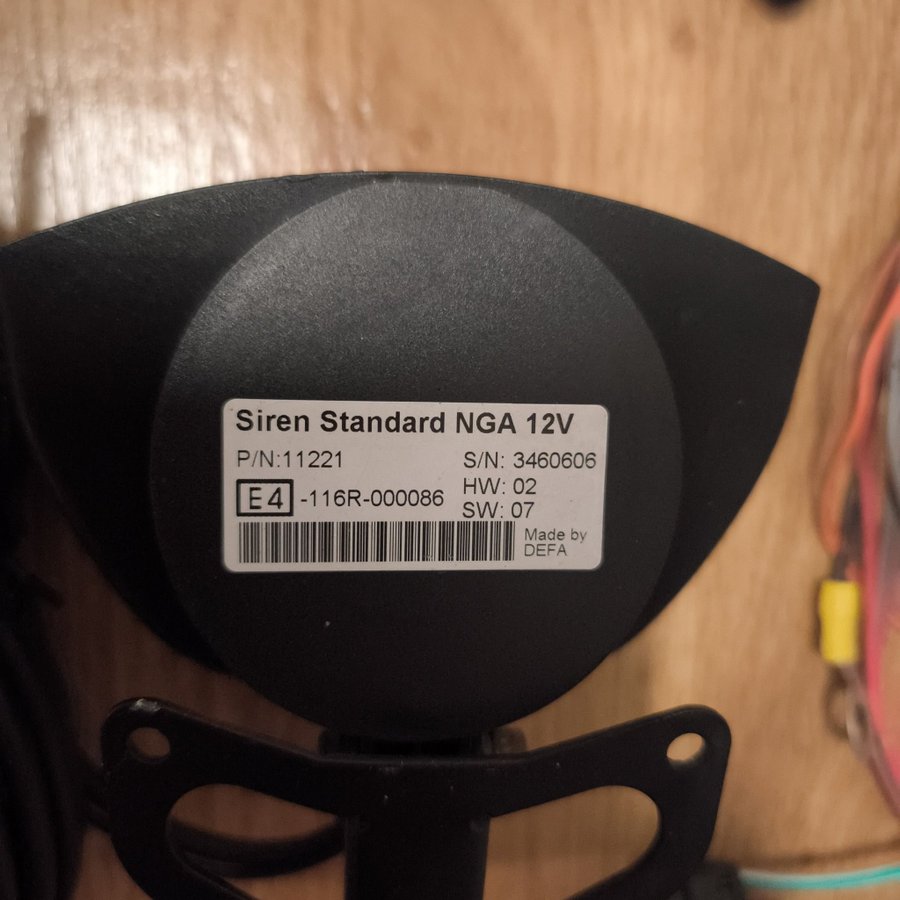 Siren Standard NGA 12V
P/N:11221
S/N: 3460606
E4 -116R-000086
HW: 02
SW: 07
Made by
DEFA